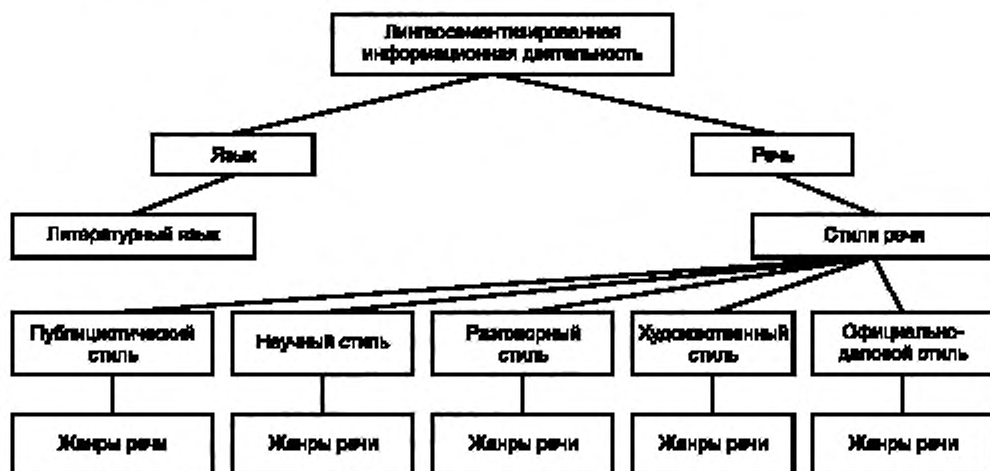 Лингвосемантизированная
информационная деятельность
Язык
Речь
Литературный язык
Стили речи
Публицистический
стиль
Научный стиль
Разговорный
стиль
Художественный
стиль
Официально-
деловой стиль
Жанры речи
Жанры речи
Жанры речи
Жанры речи
Жанры речи